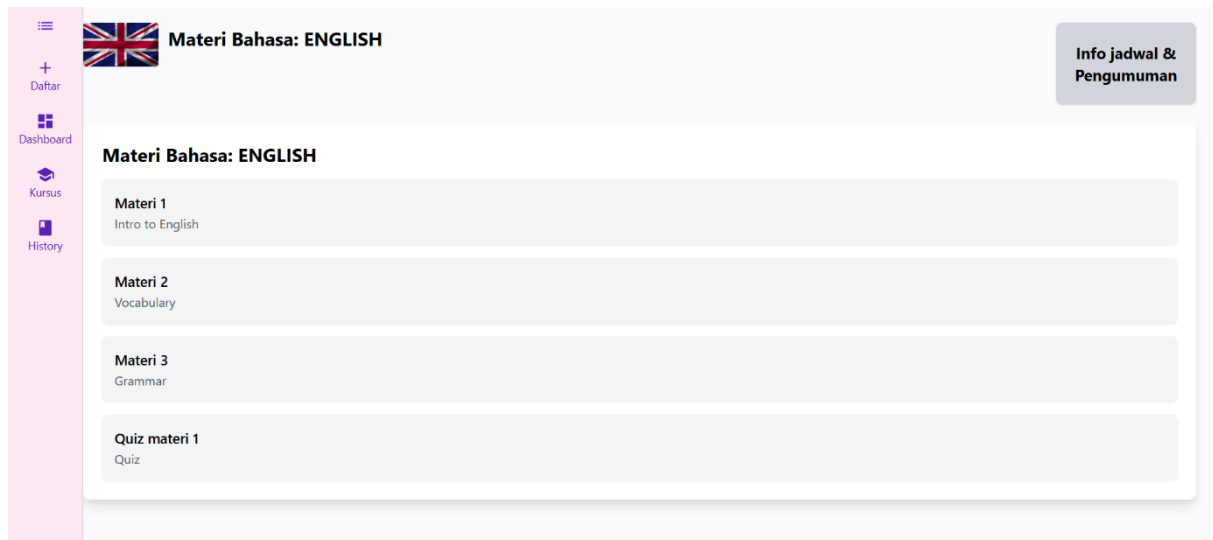 Daftar
Dashboard
Kursus
History
Materi Bahasa: ENGLISH
Info jadwal &
Pengumuman
Materi Bahasa: ENGLISH
Materi 1
Intro to English
Materi 2
Vocabulary
Materi 3
Grammar
Quiz materi 1
Quiz